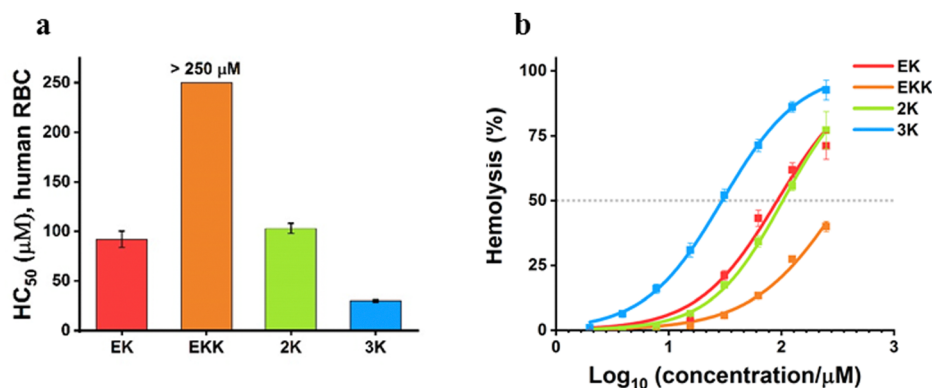 a
HC50 (μM), human RBC
250
200
150
100
50
0
> 250 μM
EK EKK 2K 3K
b
Hemolysis (%)
100
75
50
25
0
EK
EKK
2K
3K
0 1 2 3
Log10 (concentration/μM)